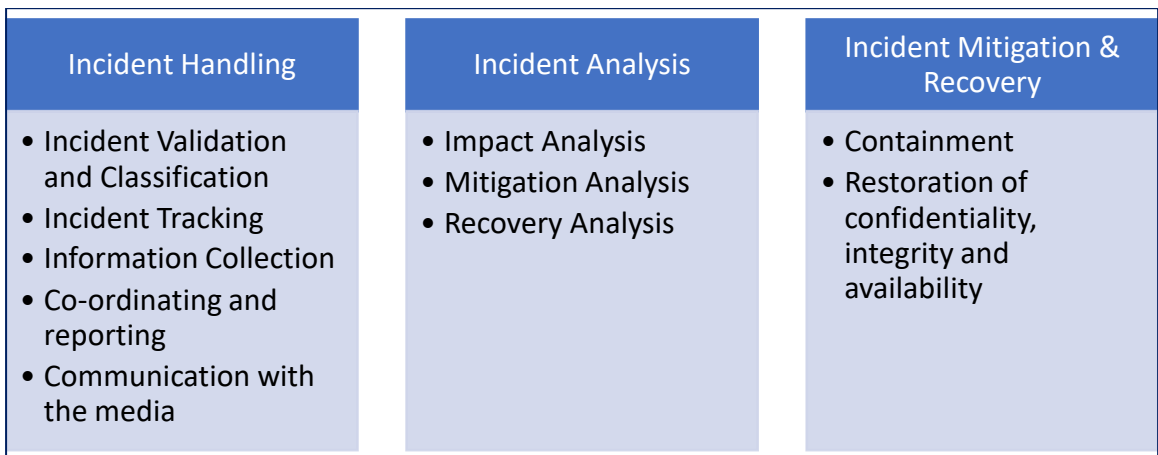 Incident Handling
• Incident Validation
and Classification
• Incident Tracking
• Information Collection
• Co-ordinating and
reporting
• Communication with
the media
Incident Analysis
• Impact Analysis
• Mitigation Analysis
• Recovery Analysis
Incident Mitigation &
Recovery
• Containment
• Restoration of
confidentiality,
integrity and
availability